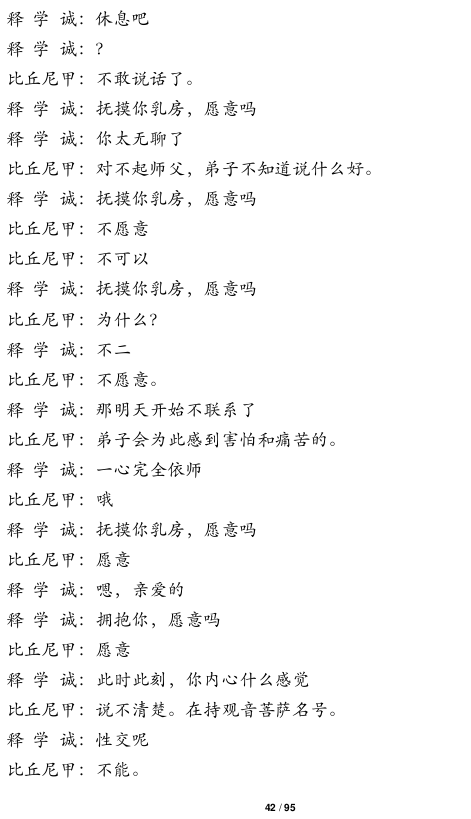 释 学 诚：休息吧
释 学 诚：？
比丘尼甲：不敢说话了。
释 学 诚：抚摸你乳房，愿意吗
释 学 诚：你太无聊了
比丘尼甲：对不起师父，弟子不知道说什么好。
释 学 诚：抚摸你乳房，愿意吗
比丘尼甲：不愿意
比丘尼甲：不可以
释 学 诚：抚摸你乳房，愿意吗
比丘尼甲：为什么？
释 学 诚：不二
比丘尼甲：不愿意。
释 学 诚：那明天开始不联系了
比丘尼甲：弟子会为此感到害怕和痛苦的。
释 学 诚：一心完全依师
比丘尼甲：哦
释 学 诚：抚摸你乳房，愿意吗
比丘尼甲：愿意
释 学 诚：嗯，亲爱的
释 学 诚：拥抱你，愿意吗
比丘尼甲：愿意
释 学 诚：此时此刻，你内心什么感觉
比丘尼甲：说不清楚。在持观音菩萨名号。
释 学 诚：性交呢
比丘尼甲：不能。
42 / 95